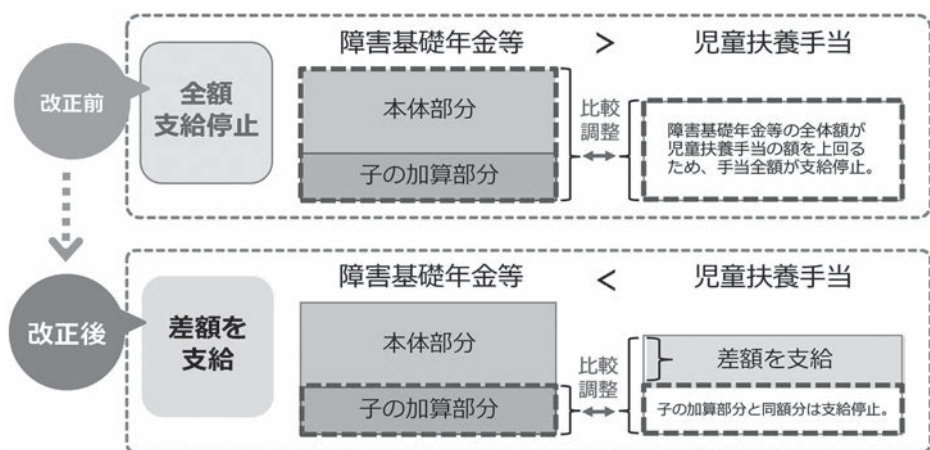 改正前
全額
支給停止
障害基礎年金等 > 児童扶養手当
本体部分
子の加算部分
比較
調整
障害基礎年金等の全体額が
児童扶養手当の額を上回る
ため、手当全額が支給停止。
改正後
差額を
支給
障害基礎年金等 < 児童扶養手当
本体部分
子の加算部分
比較
調整
差額を支給
子の加算部分と同額分は支給停止。